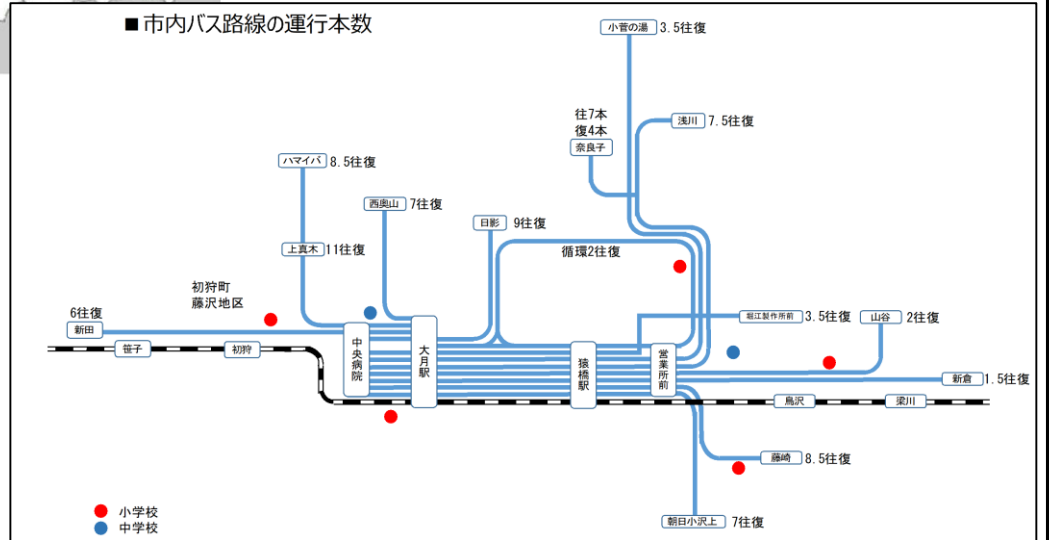 ■市内バス路線の運行本数
小菅の湯 3.5往復
往7本
復4本
奈良子
浅川 7.5往復
ハマイバ 8.5往復
西奥山 7往復
日影 9往復
上真木 11往復
循環2往復
初狩町
藤沢地区
6往復
新田
堀江製作所前 3.5往復
山谷 2往復
笹子
初狩
中央病院
大月駅
猿橋駅
営業所前
新倉 1.5往復
鳥沢
梁川
藤崎 8.5往復
朝日小沢上 7往復
小学校
中学校